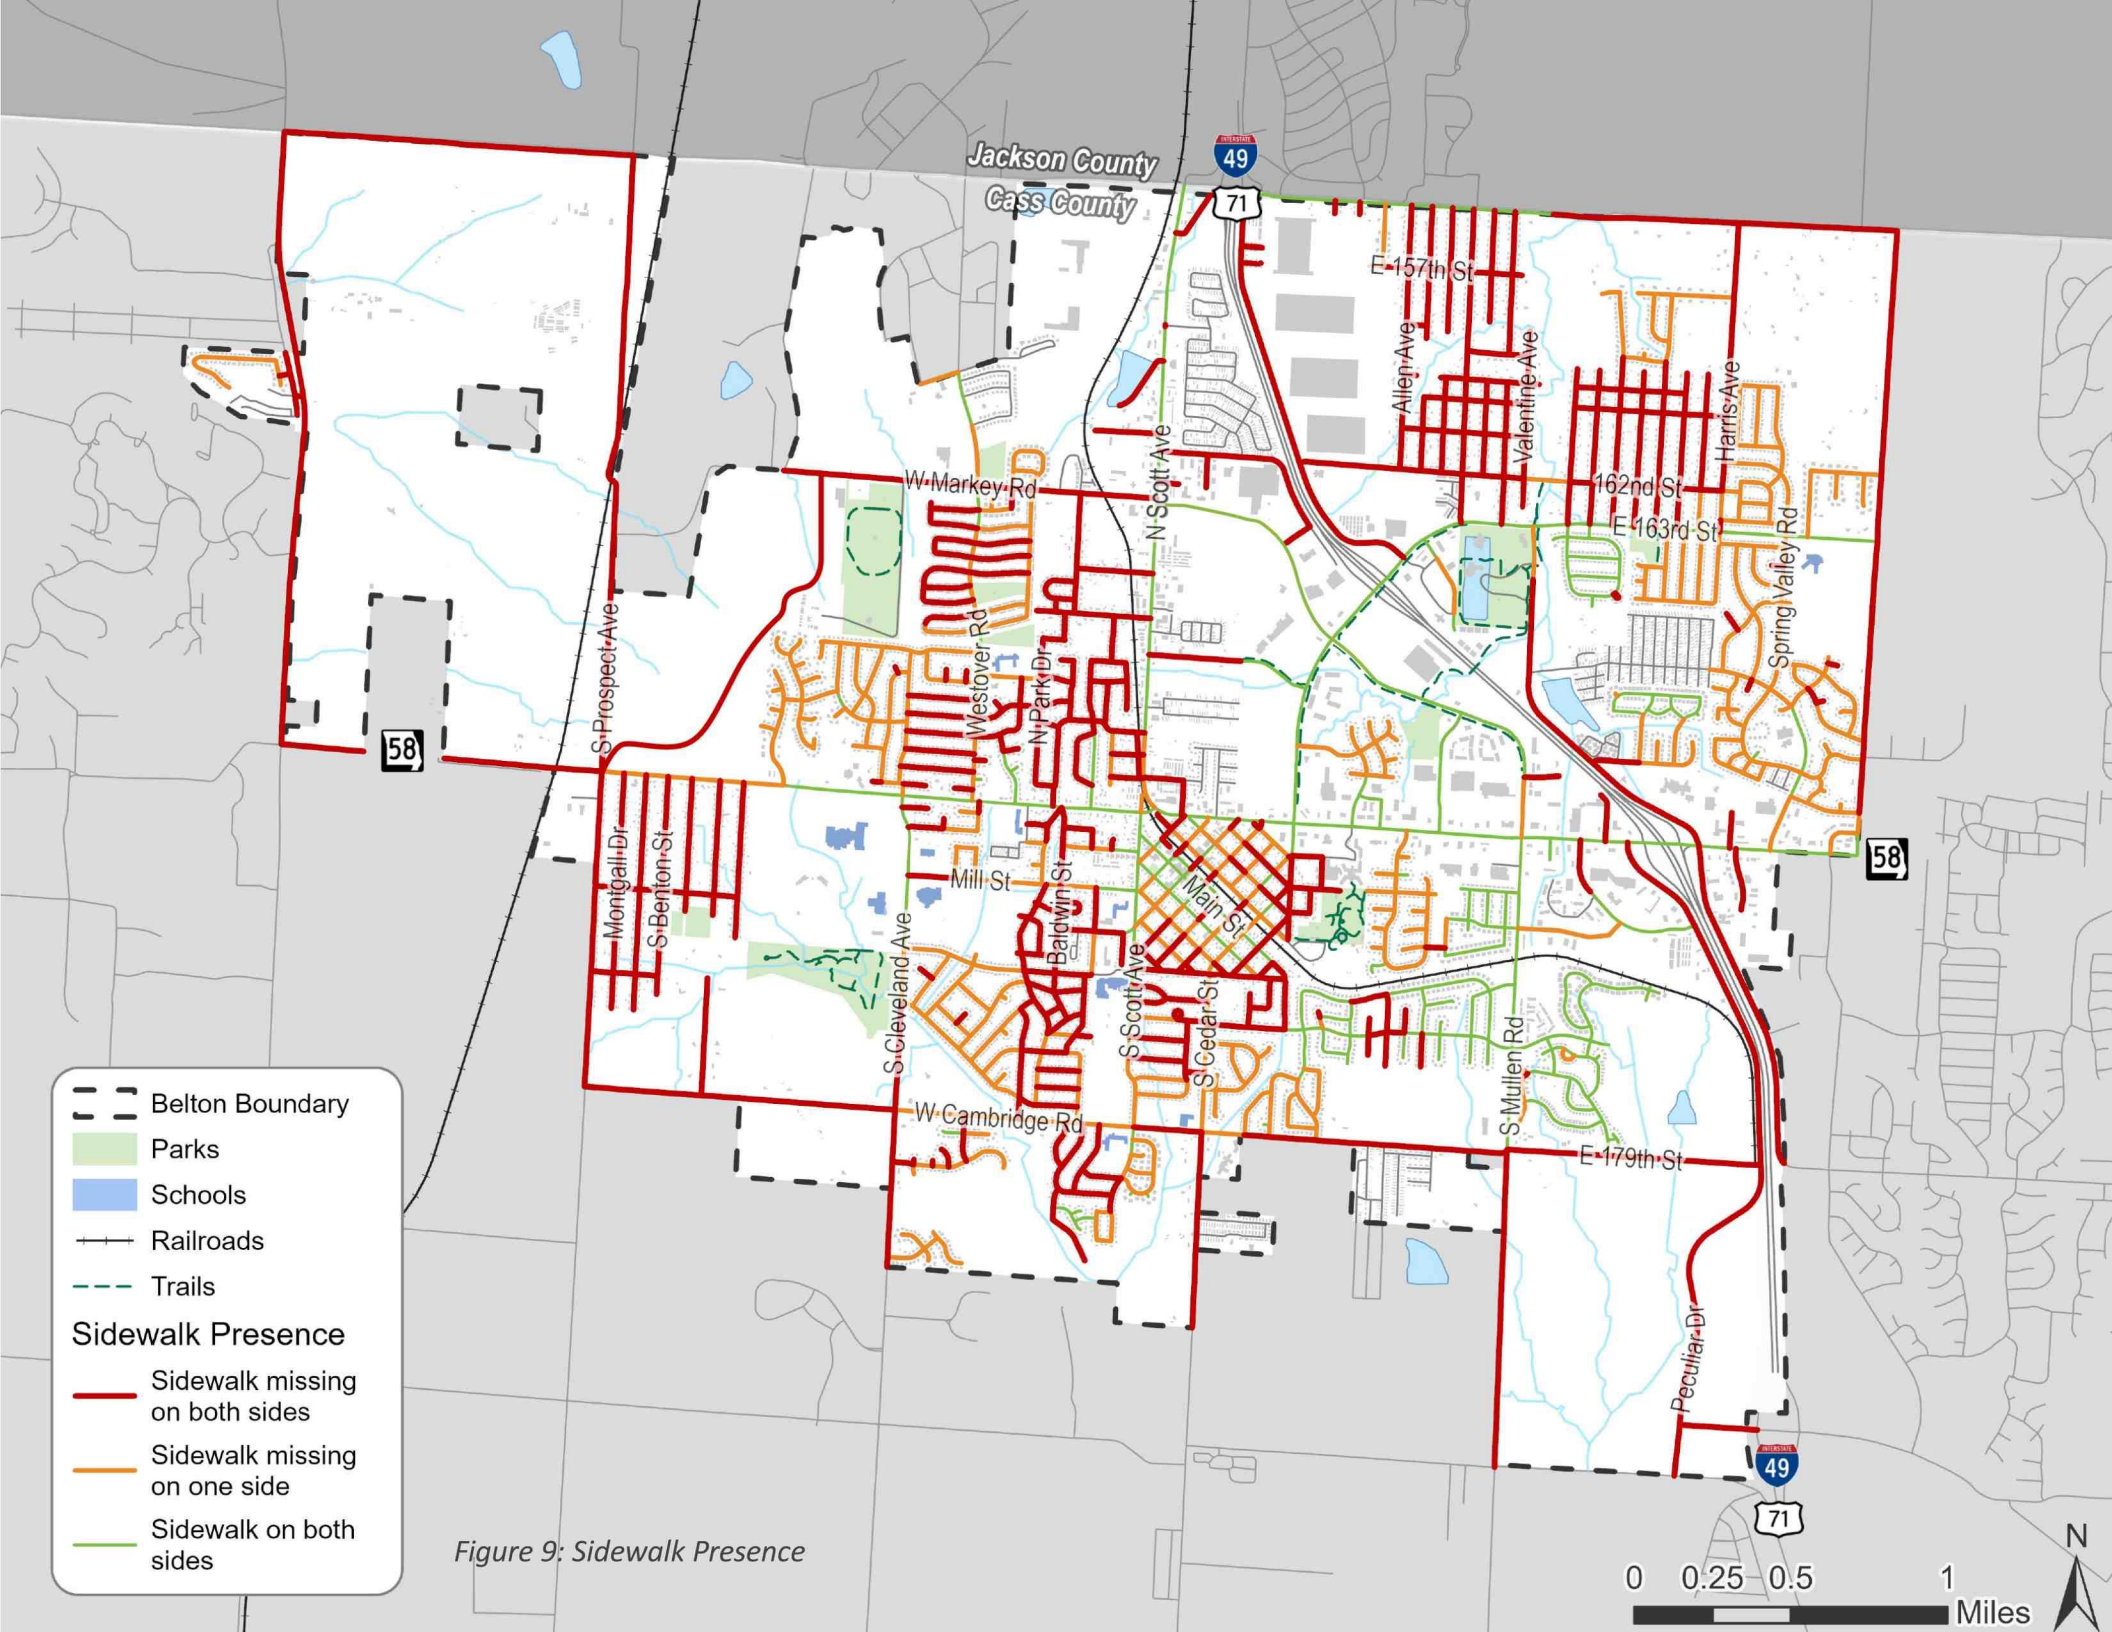 Jackson County
Cass County
INTERSTATE
49
71
E 157th St
Allen Ave
Valentine Ave
Harris Ave
N Scott Ave
W Markey Rd
162nd St
E 163rd St
Spring Valley Rd
S Prospect Ave
Westover Rd
N Park Dr
58
Montgall Dr
S Benton St
Mill St
Baldwin St
Main St
58
S Cleveland Ave
S Scott Ave
S Cedar St
S Mullen Rd
W Cambridge Rd
E 179th St
Peculiar Dr
INTERSTATE
49
71
Belton Boundary
Parks
Schools
Railroads
Trails
Sidewalk Presence
Sidewalk missing
on both sides
Sidewalk missing
on one side
Sidewalk on both
sides
Figure 9: Sidewalk Presence
N
0 0.25 0.5 1
Miles